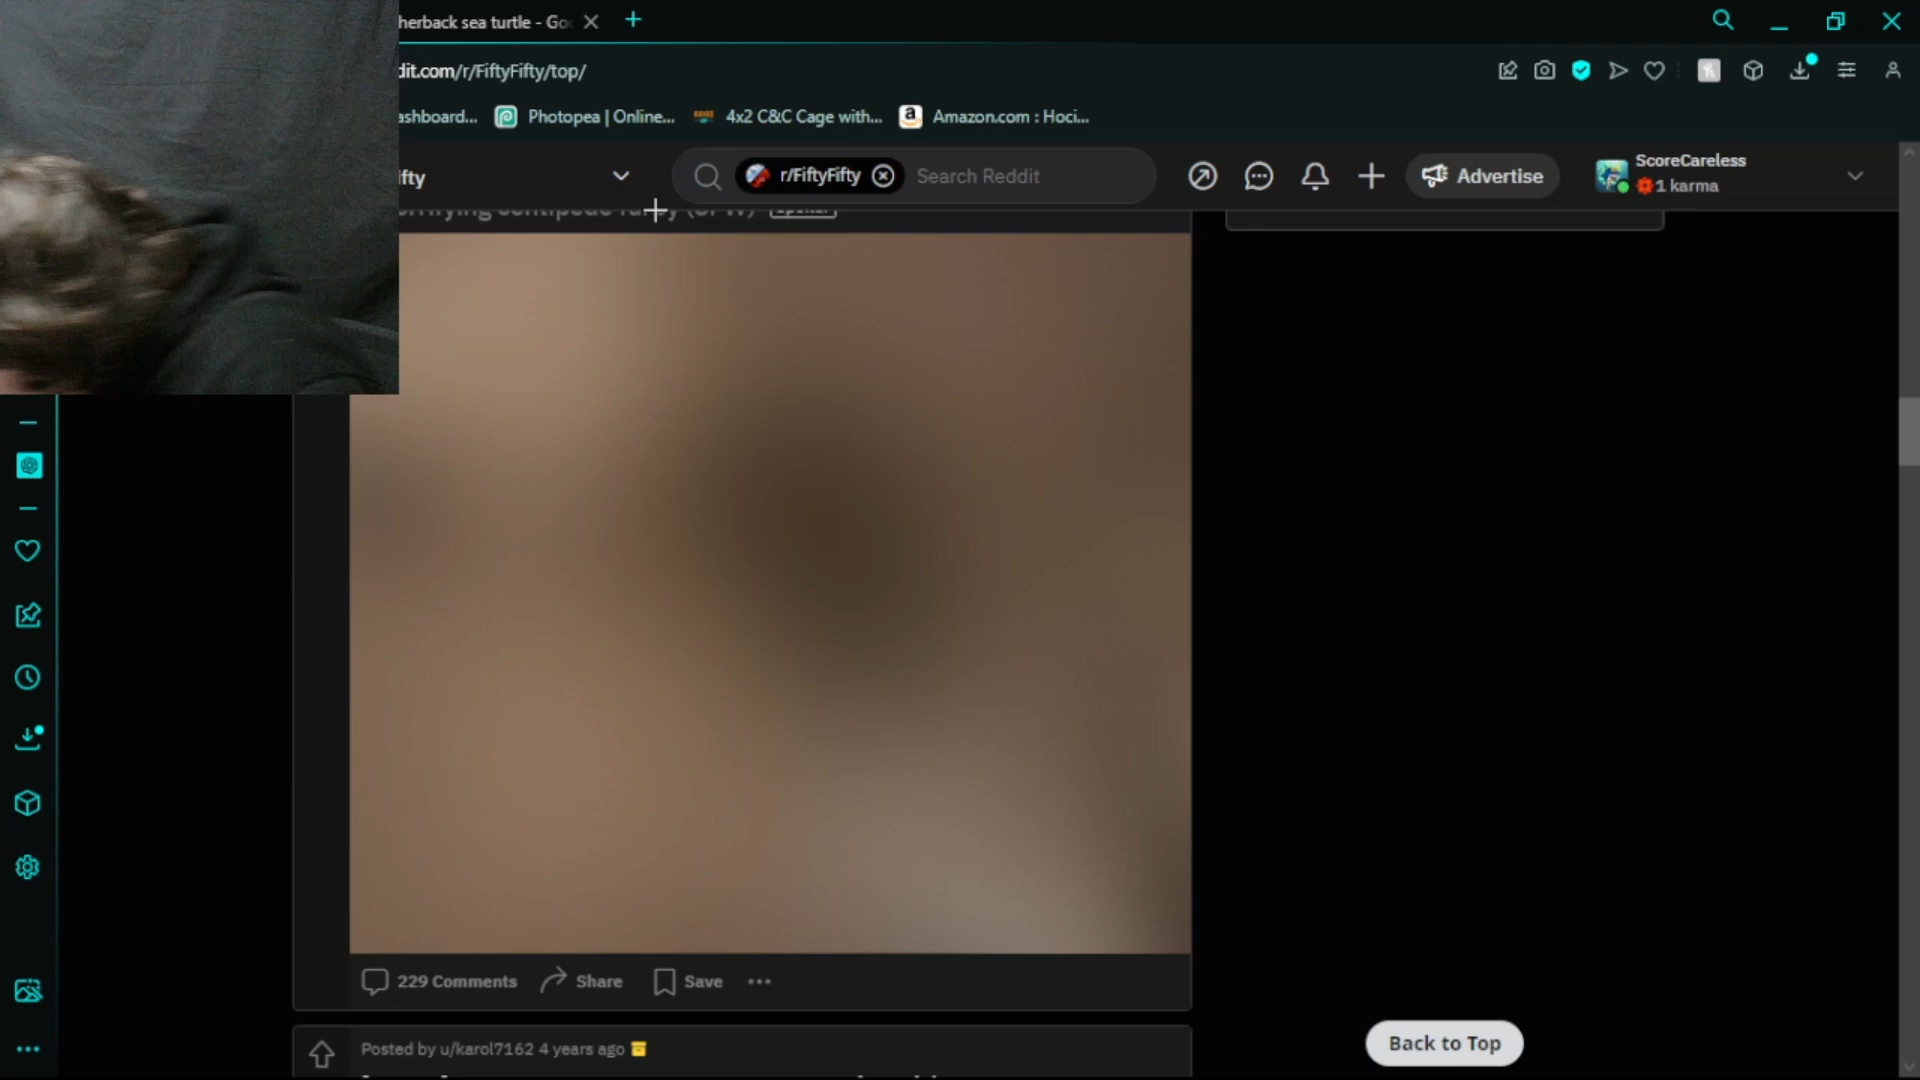 herback sea turtle - Go
dit.com/r/FiftyFifty/top/
ashboard... Photopea | Online... 4x2 C&C Cage with... Amazon.com : Hoci...
ifty r/FiftyFifty Search Reddit Advertise ScoreCareless
1 karma
229 Comments Share Save
Posted by u/karol7162 4 years ago
Back to Top